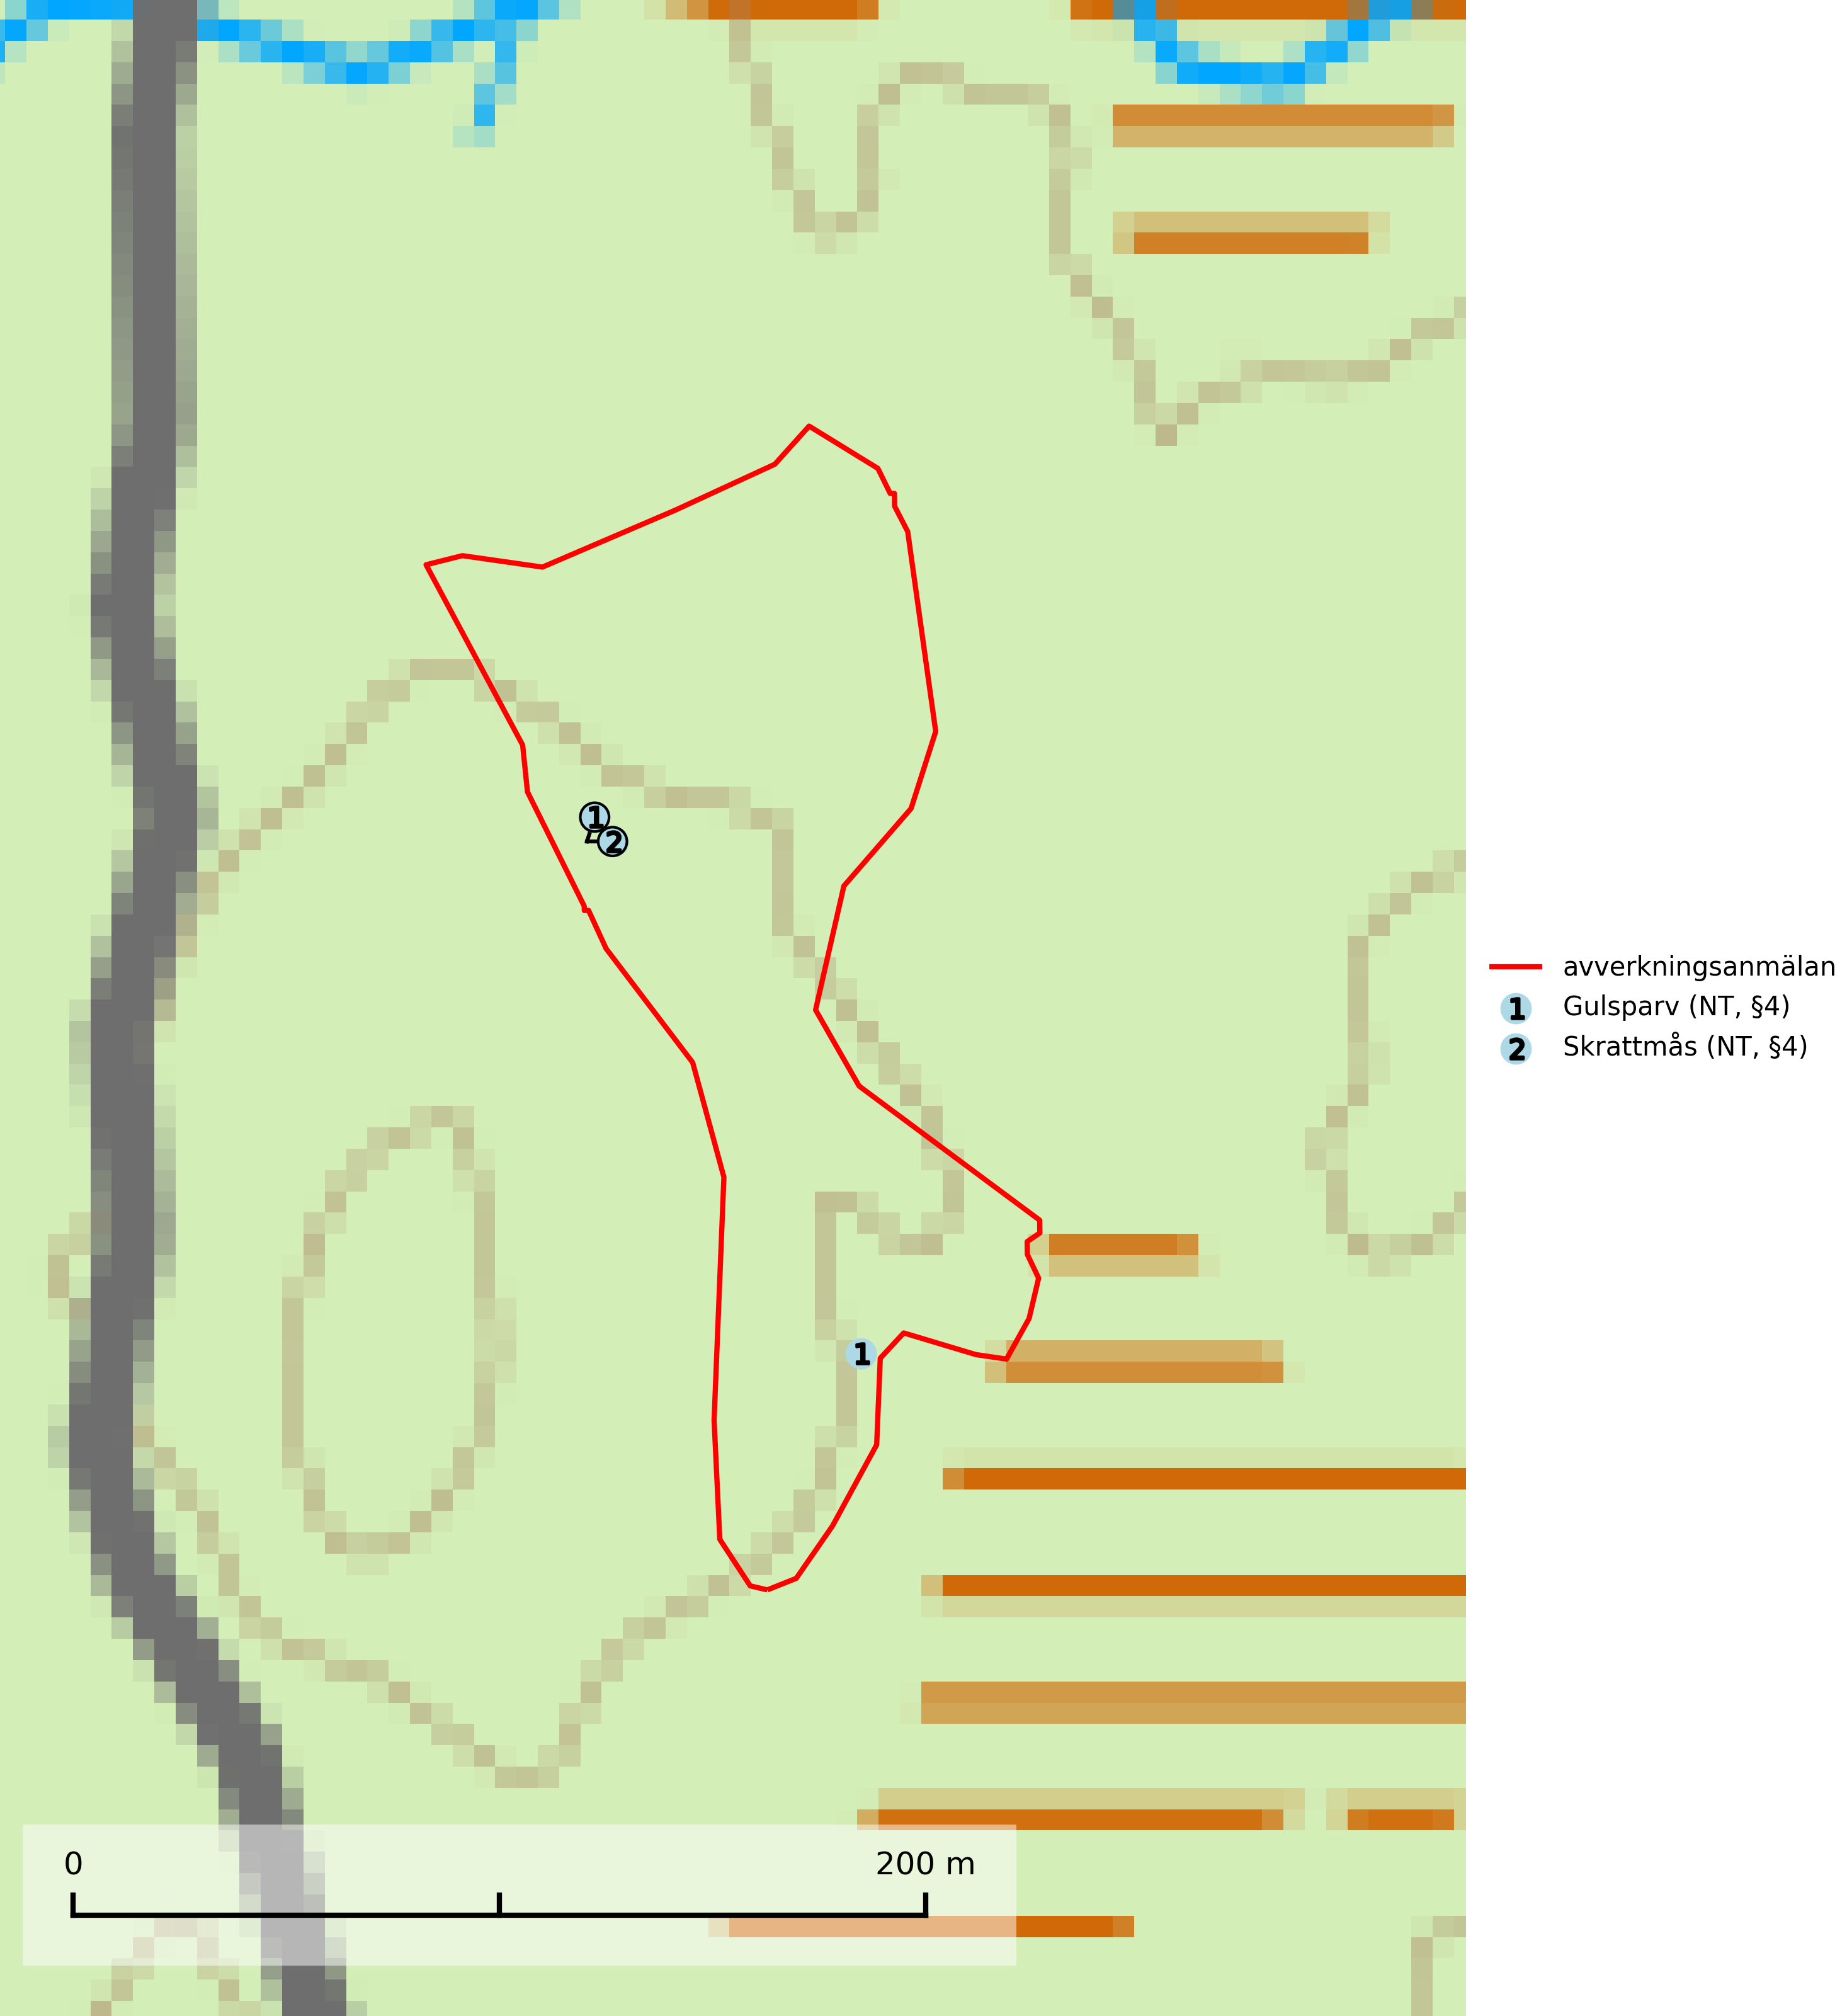 1
2
1
avverkningsanmälan
1 Gulsparv (NT, §4)
2 Skrattmås (NT, §4)
0 200 m